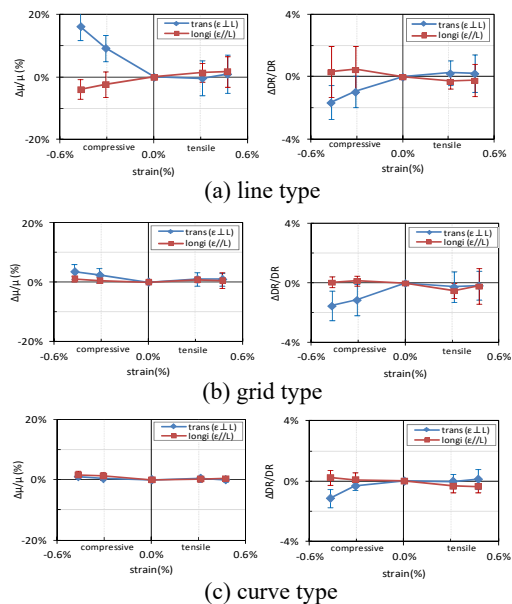 20%
0%
-20%
Δμ/μ(%)
trans (ε⊥L)
longi (ε//L)
compressive
tensile
-0.6%
0.0%
0.6%
strain(%)
4%
0%
-4%
ΔDR/DR
trans (ε⊥L)
longi (ε//L)
compressive
tensile
-0.6%
0.0%
0.6%
strain(%)
(a) line type
20%
0%
-20%
Δμ/μ(%)
trans (ε⊥L)
longi (ε//L)
compressive
tensile
-0.6%
0.0%
0.6%
strain(%)
4%
0%
-4%
ΔDR/DR
trans (ε⊥L)
longi (ε//L)
compressive
tensile
-0.6%
0.0%
0.6%
strain(%)
(b) grid type
20%
0%
-20%
Δμ/μ(%)
trans (ε⊥L)
longi (ε//L)
compressive
tensile
-0.6%
0.0%
0.6%
strain(%)
4%
0%
-4%
ΔDR/DR
trans (ε⊥L)
longi (ε//L)
compressive
tensile
-0.6%
0.0%
0.6%
strain(%)
(c) curve type